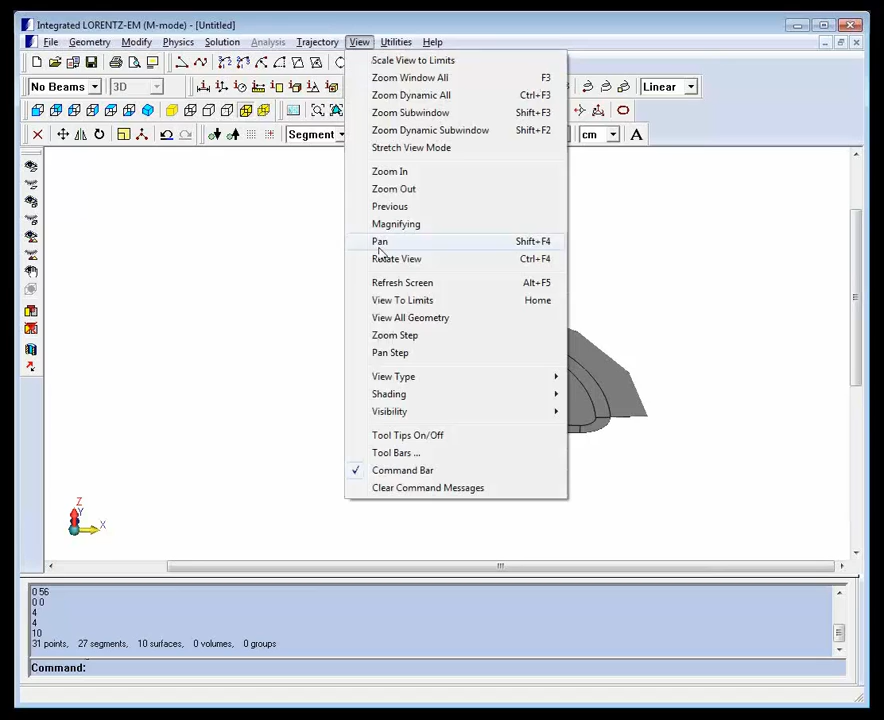 Integrated LORENTZ-EM (M-mode) - [Untitled]
File Geometry Modify Physics Solution Analysis Trajectory View Utilities Help
No Beams 3D Linear
Segment cm A
Scale View to Limits
Zoom Window All F3
Zoom Dynamic All Ctrl+F3
Zoom Subwindow Shift+F3
Zoom Dynamic Subwindow Shift+F2
Stretch View Mode
Zoom In
Zoom Out
Previous
Magnifying
Pan Shift+F4
Rotate View Ctrl+F4
Refresh Screen Alt+F5
View To Limits Home
View All Geometry
Zoom Step
Pan Step
View Type
Shading
Visibility
Tool Tips On/Off
Tool Bars ...
Command Bar
Clear Command Messages
Z
Y
X
0 56
0 0
4
4
10
31 points, 27 segments, 10 surfaces, 0 volumes, 0 groups
Command: